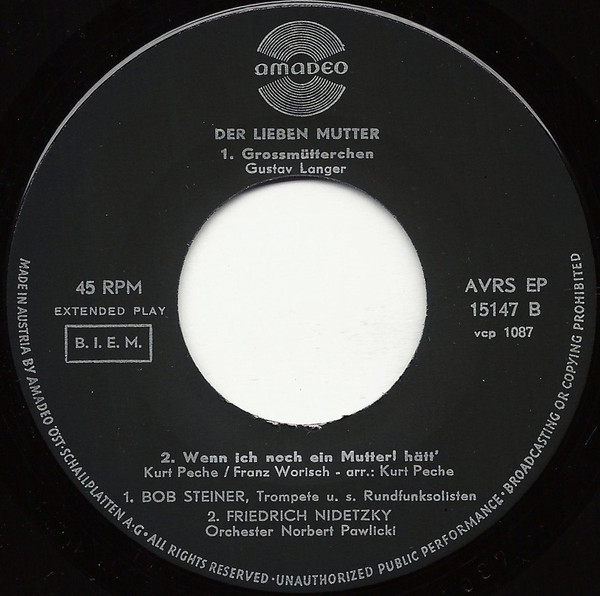 amadeo
DER LIEBEN MUTTER
1. Grossmütterchen
Gustav Langer
45 RPM
EXTENDED PLAY
B.I.E.M.
AVRS EP
15147 B
vcp 1087
2. Wenn ich noch ein Mutterl hätt'
Kurt Peche / Franz Worisch - arr.: Kurt Peche
1. BOB STEINER, Trompete u. s. Rundfunksolisten
2. FRIEDRICH NIDETZKY
Orchester Norbert Pawlicki
MADE IN AUSTRIA BY AMADEO ÖST. SCHALLPLATTEN A-G · ALL RIGHTS RESERVED · UNAUTHORIZED PUBLIC PERFORMANCE · BROADCASTING OR COPYING PROHIBITED